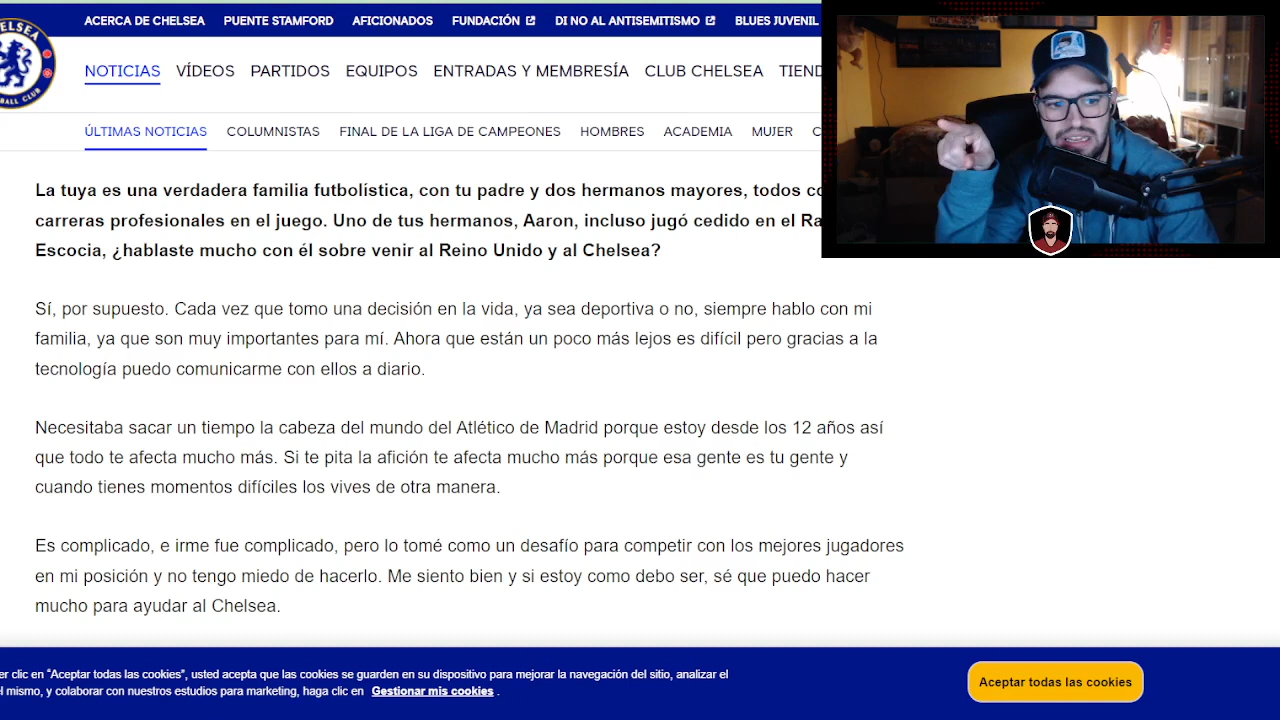 ACERCA DE CHELSEA PUENTE STAMFORD AFICIONADOS FUNDACIÓN DI NO AL ANTISEMITISMO BLUES JUVENIL
NOTICIAS VÍDEOS PARTIDOS EQUIPOS ENTRADAS Y MEMBRESÍA CLUB CHELSEA TIEND
ÚLTIMAS NOTICIAS COLUMNISTAS FINAL DE LA LIGA DE CAMPEONES HOMBRES ACADEMIA MUJER
La tuya es una verdadera familia futbolística, con tu padre y dos hermanos mayores, todos co
carreras profesionales en el juego. Uno de tus hermanos, Aaron, incluso jugó cedido en el Ra
Escocia, ¿hablaste mucho con él sobre venir al Reino Unido y al Chelsea?
Sí, por supuesto. Cada vez que tomo una decisión en la vida, ya sea deportiva o no, siempre hablo con mi
familia, ya que son muy importantes para mí. Ahora que están un poco más lejos es difícil pero gracias a la
tecnología puedo comunicarme con ellos a diario.
Necesitaba sacar un tiempo la cabeza del mundo del Atlético de Madrid porque estoy desde los 12 años así
que todo te afecta mucho más. Si te pita la afición te afecta mucho más porque esa gente es tu gente y
cuando tienes momentos difíciles los vives de otra manera.
Es complicado, e irme fue complicado, pero lo tomé como un desafío para competir con los mejores jugadores
en mi posición y no tengo miedo de hacerlo. Me siento bien y si estoy como debo ser, sé que puedo hacer
mucho para ayudar al Chelsea.
er clic en “Aceptar todas las cookies”, usted acepta que las cookies se guarden en su dispositivo para mejorar la navegación del sitio, analizar el
el mismo, y colaborar con nuestros estudios para marketing, haga clic en Gestionar mis cookies .
Aceptar todas las cookies